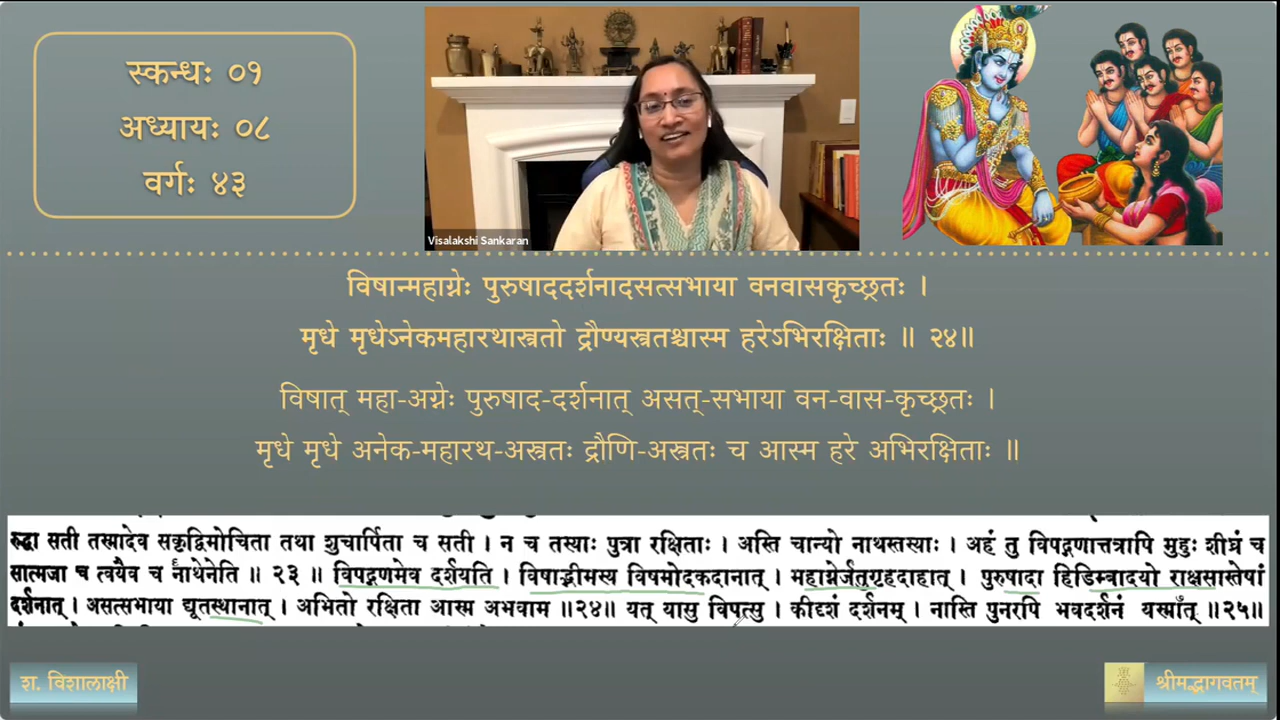 स्कन्धः ०१
अध्यायः ०८
वर्गः ४३
Visalakshi Sankaran
विषान्महाग्नेः पुरुषाददर्शनादसत्सभाया वनवासकृच्छ्रतः ।
मृधे मृधेऽनेकमहारथास्त्रतो द्रौण्यस्त्रतश्चास्म हरेऽभिरक्षिताः ॥ २४॥
विषात् महा-अग्नेः पुरुषाद-दर्शनात् असत्-सभाया वन-वास-कृच्छ्रतः ।
मृधे मृधे अनेक-महारथ-अस्त्रतः द्रौणि-अस्त्रतः च आस्म हरे अभिरक्षिताः ॥
रुद्धा सती तस्मादेव सकृद्विमोचिता तथा शुचार्पिता च सती । न च तस्याः पुत्रा रक्षिताः । अस्ति चान्यो नाथस्तस्याः । अहं तु विपद्गणात्तत्रापि मुहुः शीघ्रं च
सात्मजा च त्वयैव च नाथेनेति ॥ २३ ॥ विपद्गणमेव दर्शयति । विषाद्भीमस्य विषमोदकदानात् । महाग्नेर्जतुगृहदाहात् । पुरुषादा हिडिम्बादयो राक्षसास्तेषां
दर्शनात् । असत्सभाया द्यूतस्थानात् । अभितो रक्षिता आस्म अभवाम ॥२४॥ यत् यासु विपत्सु । कीदृशं दर्शनम् । नास्ति पुनरपि भवदर्शनं यस्मात् ॥२५॥
श. विशालाक्षी
श्रीमद्भागवतम्